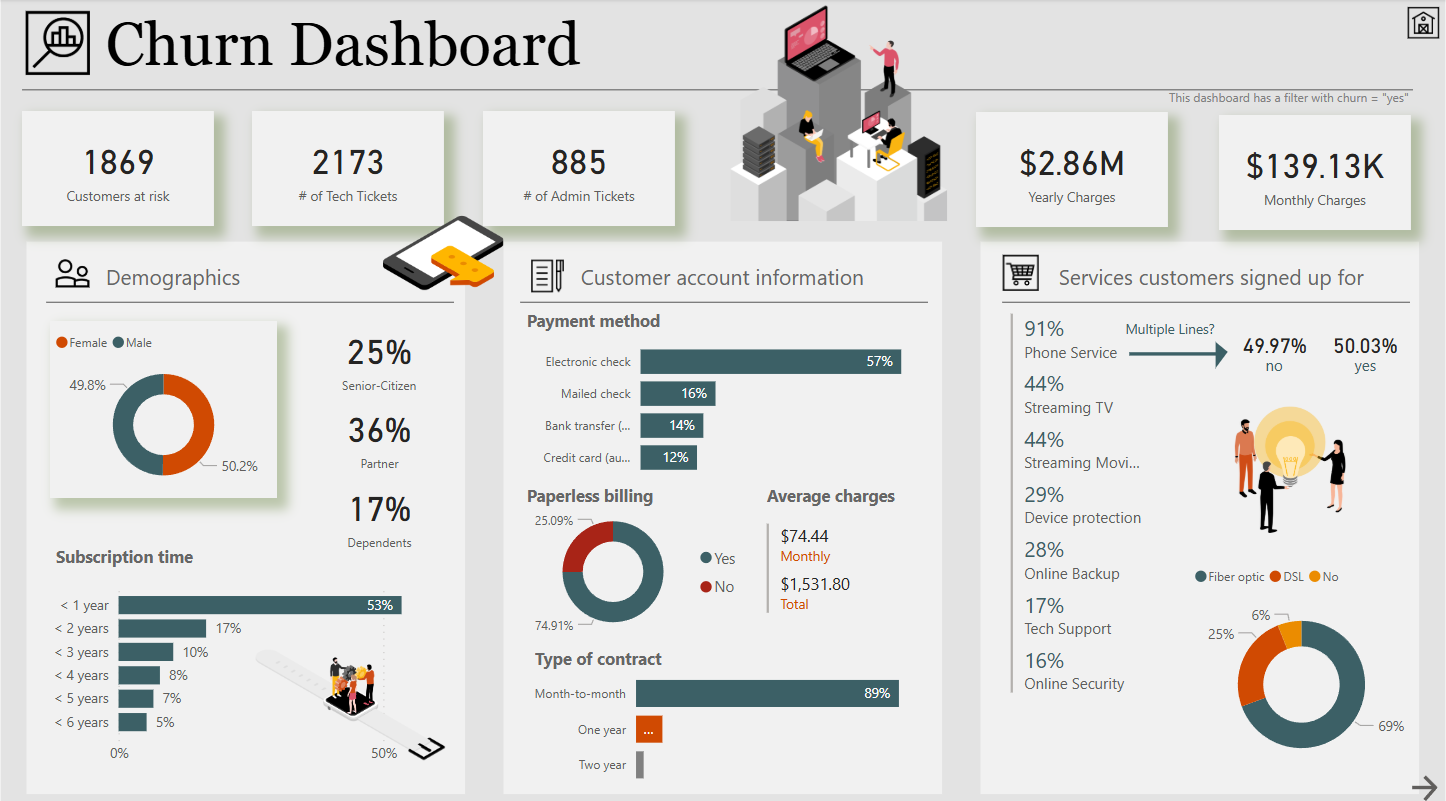 Churn Dashboard
This dashboard has a filter with churn = "yes"
1869
Customers at risk
2173
# of Tech Tickets
885
# of Admin Tickets
$2.86M
Yearly Charges
$139.13K
Monthly Charges
Demographics
Female Male
49.8%
50.2%
25%
Senior-Citizen
36%
Partner
17%
Dependents
Subscription time
< 1 year 53%
< 2 years 17%
< 3 years 10%
< 4 years 8%
< 5 years 7%
< 6 years 5%
0% 50%
Customer account information
Payment method
Electronic check 57%
Mailed check 16%
Bank transfer (... 14%
Credit card (au... 12%
Paperless billing
25.09%
74.91%
Yes
No
Average charges
$74.44
Monthly
$1,531.80
Total
Type of contract
Month-to-month 89%
One year ...
Two year
Services customers signed up for
91%
Phone Service
Multiple Lines?
49.97%
no
50.03%
yes
44%
Streaming TV
44%
Streaming Movi...
29%
Device protection
28%
Online Backup
17%
Tech Support
16%
Online Security
Fiber optic DSL No
6%
25%
69%